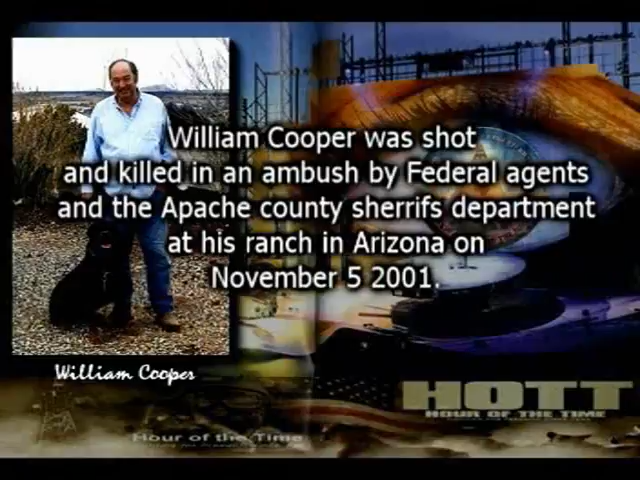 William Cooper was shot
and killed in an ambush by Federal agents
and the Apache county sherrifs department
at his ranch in Arizona on
November 5 2001.
William Cooper
HOTT
HOUR OF THE TIME
Hour of the Time